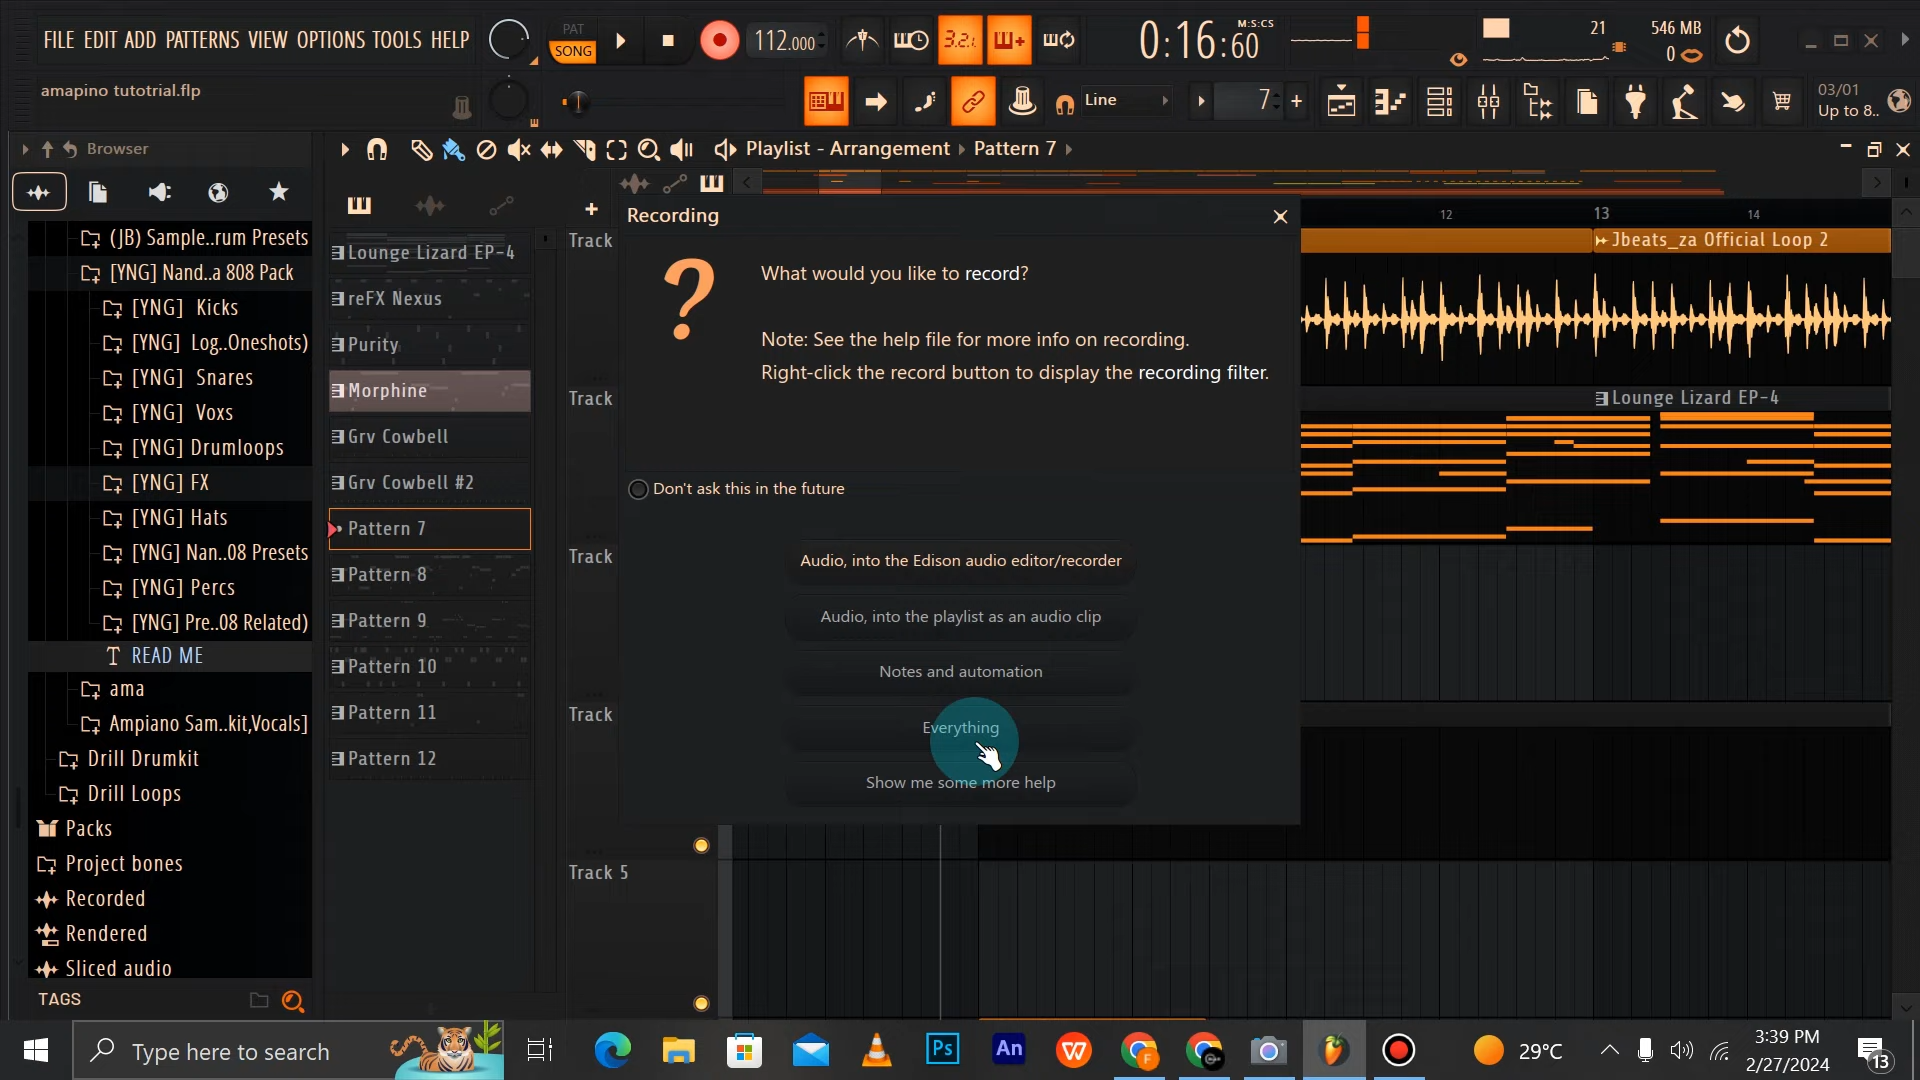 FILE EDIT ADD PATTERNS VIEW OPTIONS TOOLS HELP
PAT
SONG
112.000
3.2.
0:16:60
M:S:CS
21
546 MB
0
amapino tutotrial.flp
Line
7
03/01
Up to 8..
Browser
Playlist - Arrangement
Pattern 7
(JB) Sample..rum Presets
[YNG] Nand..a 808 Pack
[YNG] Kicks
[YNG] Log..Oneshots)
[YNG] Snares
[YNG] Voxs
[YNG] Drumloops
[YNG] FX
[YNG] Hats
[YNG] Nan..08 Presets
[YNG] Percs
[YNG] Pre..08 Related)
READ ME
ama
Ampiano Sam..kit,Vocals]
Drill Drumkit
Drill Loops
Packs
Project bones
Recorded
Rendered
Sliced audio
TAGS
Lounge Lizard EP-4
reFX Nexus
Purity
Morphine
Grv Cowbell
Grv Cowbell #2
Pattern 7
Pattern 8
Pattern 9
Pattern 10
Pattern 11
Pattern 12
Track
Track
Track
Track
Track 5
Recording
What would you like to record?
Note: See the help file for more info on recording.
Right-click the record button to display the recording filter.
Don't ask this in the future
Audio, into the Edison audio editor/recorder
Audio, into the playlist as an audio clip
Notes and automation
Everything
Show me some more help
12
13
14
Jbeats_za Official Loop 2
Lounge Lizard EP-4
Type here to search
Ps
An
W
F
29°C
3:39 PM
2/27/2024
13